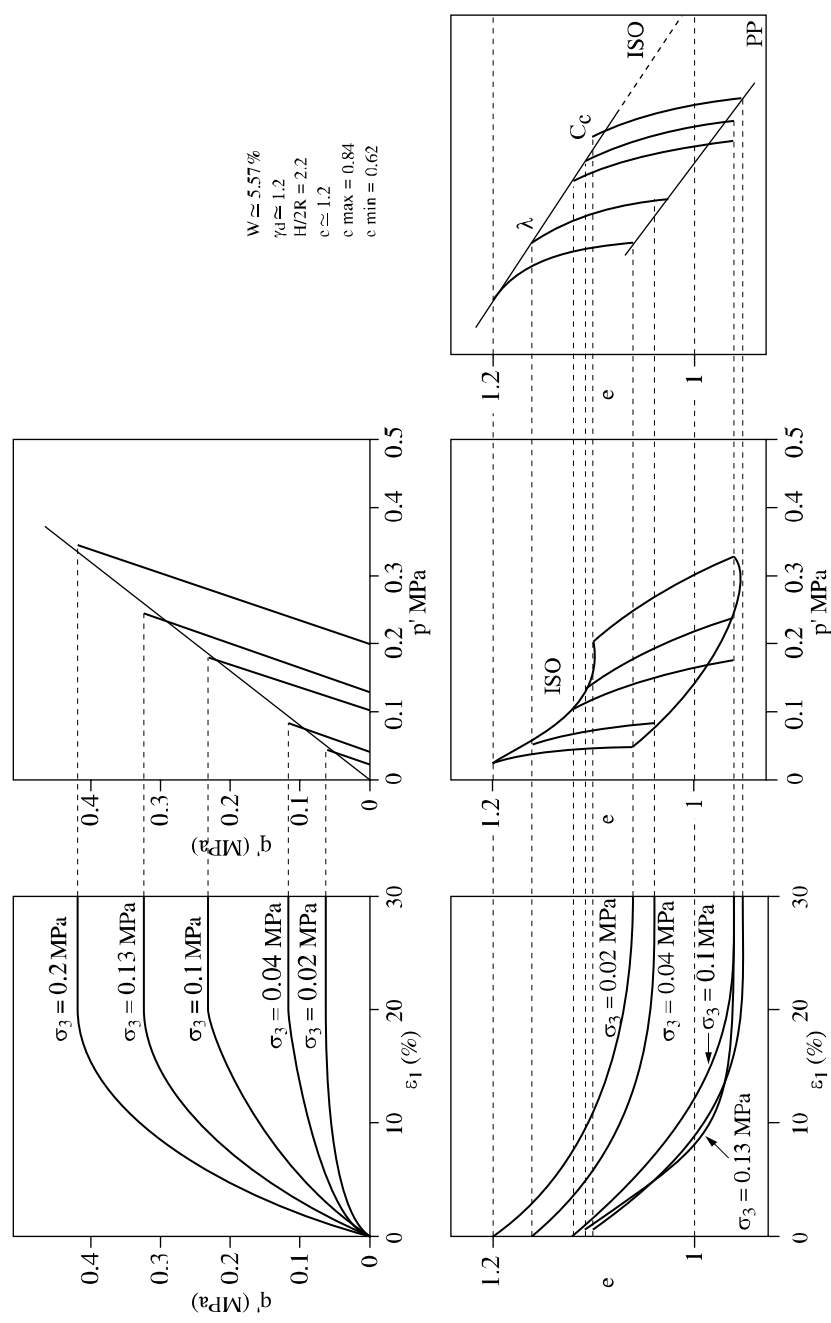 0.4
0.3
0.2
0.1
0
q' (MPa)
σ3 = 0.2 MPa
σ3 = 0.13 MPa
σ3 = 0.1 MPa
σ3 = 0.04 MPa
σ3 = 0.02 MPa
0
10
20
30
ε1 (%)
0.4
0.3
0.2
0.1
0
q' (MPa)
0
0.1
0.2
0.3
0.4
0.5
p' MPa
W ≃ 5.57%
γd ≃ 1.2
H/2R = 2.2
c ≃ 1.2
c max = 0.84
c min = 0.62
1.2
e
1
σ3 = 0.02 MPa
σ3 = 0.04 MPa
σ3 = 0.1MPa
σ3 = 0.13 MPa
0
10
20
30
ε1 (%)
1.2
e
1
ISO
0
0.1
0.2
0.3
0.4
0.5
p' MPa
1.2
e
1
λ
Cc
ISO
PP